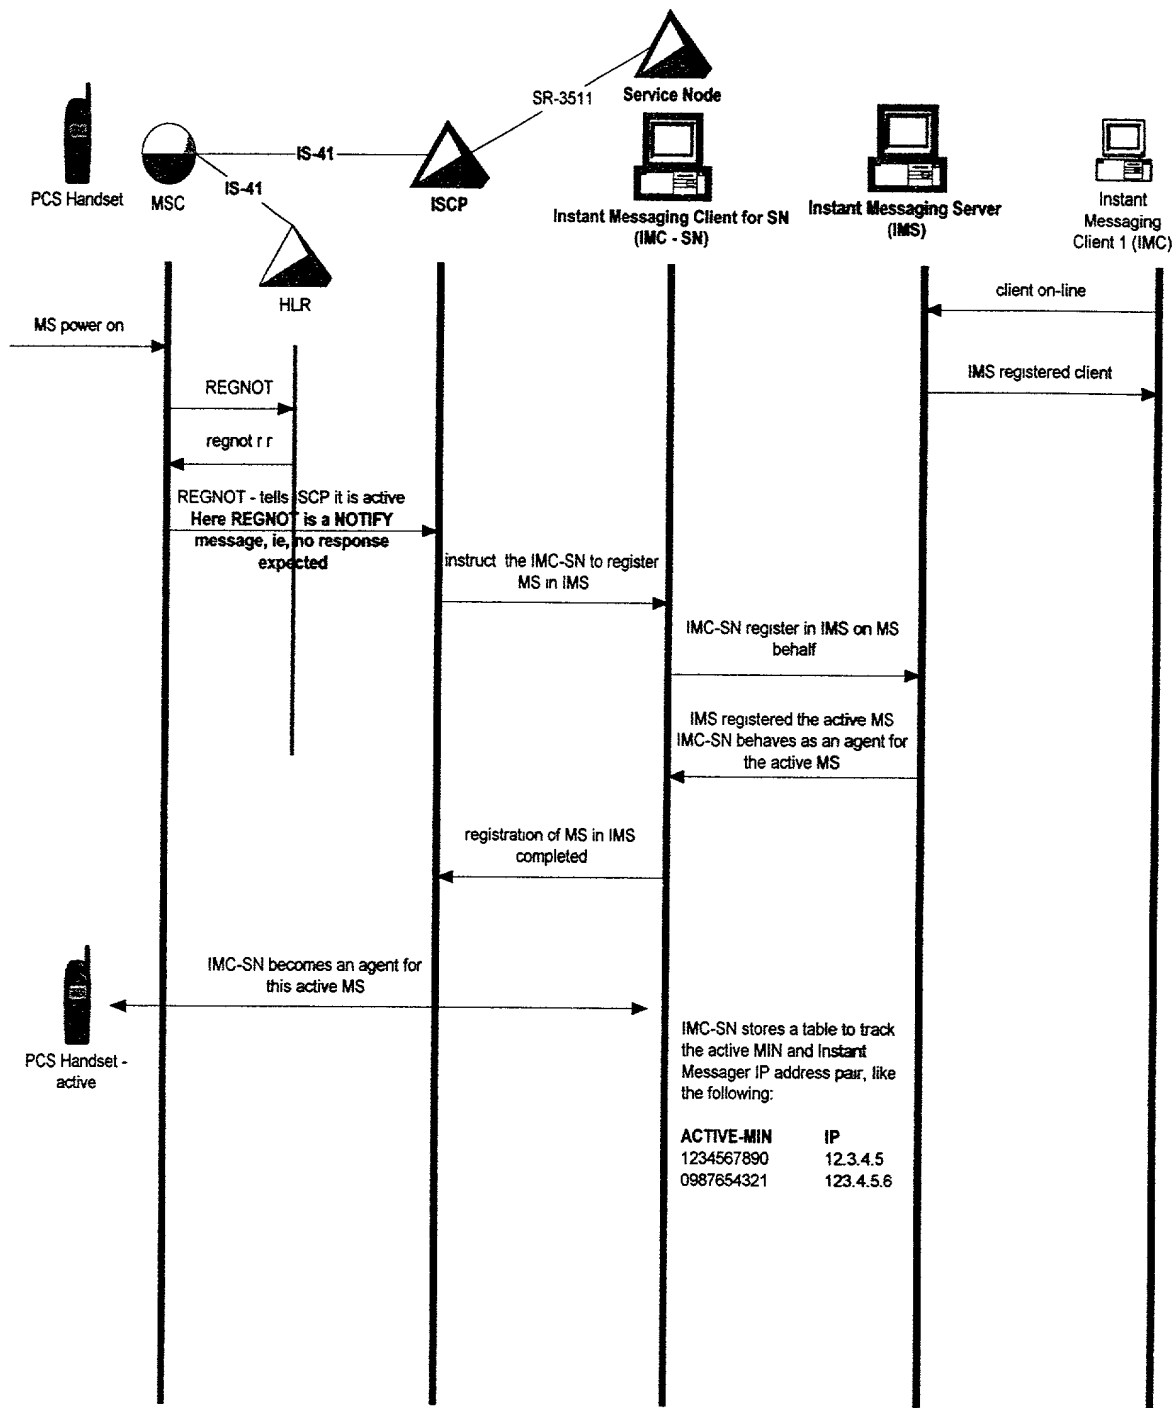 SR-3511
Service Node
IS-41
IS-41
PCS Handset
MSC
ISCP
Instant Messaging Client for SN
(IMC - SN)
Instant Messaging Server
(IMS)
Instant
Messaging
Client 1 (IMC)
HLR
client on-line
MS power on
IMS registered client
REGNOT
regnot r r
REGNOT - tells ISCP it is active
Here REGNOT is a NOTIFY
message, ie, no response
expected
instruct the IMC-SN to register
MS in IMS
IMC-SN register in IMS on MS
behalf
IMS registered the active MS
IMC-SN behaves as an agent for
the active MS
registration of MS in IMS
completed
IMC-SN becomes an agent for
this active MS
PCS Handset -
active
IMC-SN stores a table to track
the active MIN and Instant
Messager IP address pair, like
the following:
ACTIVE-MIN IP
1234567890 12.3.4.5
0987654321 123.4.5.6